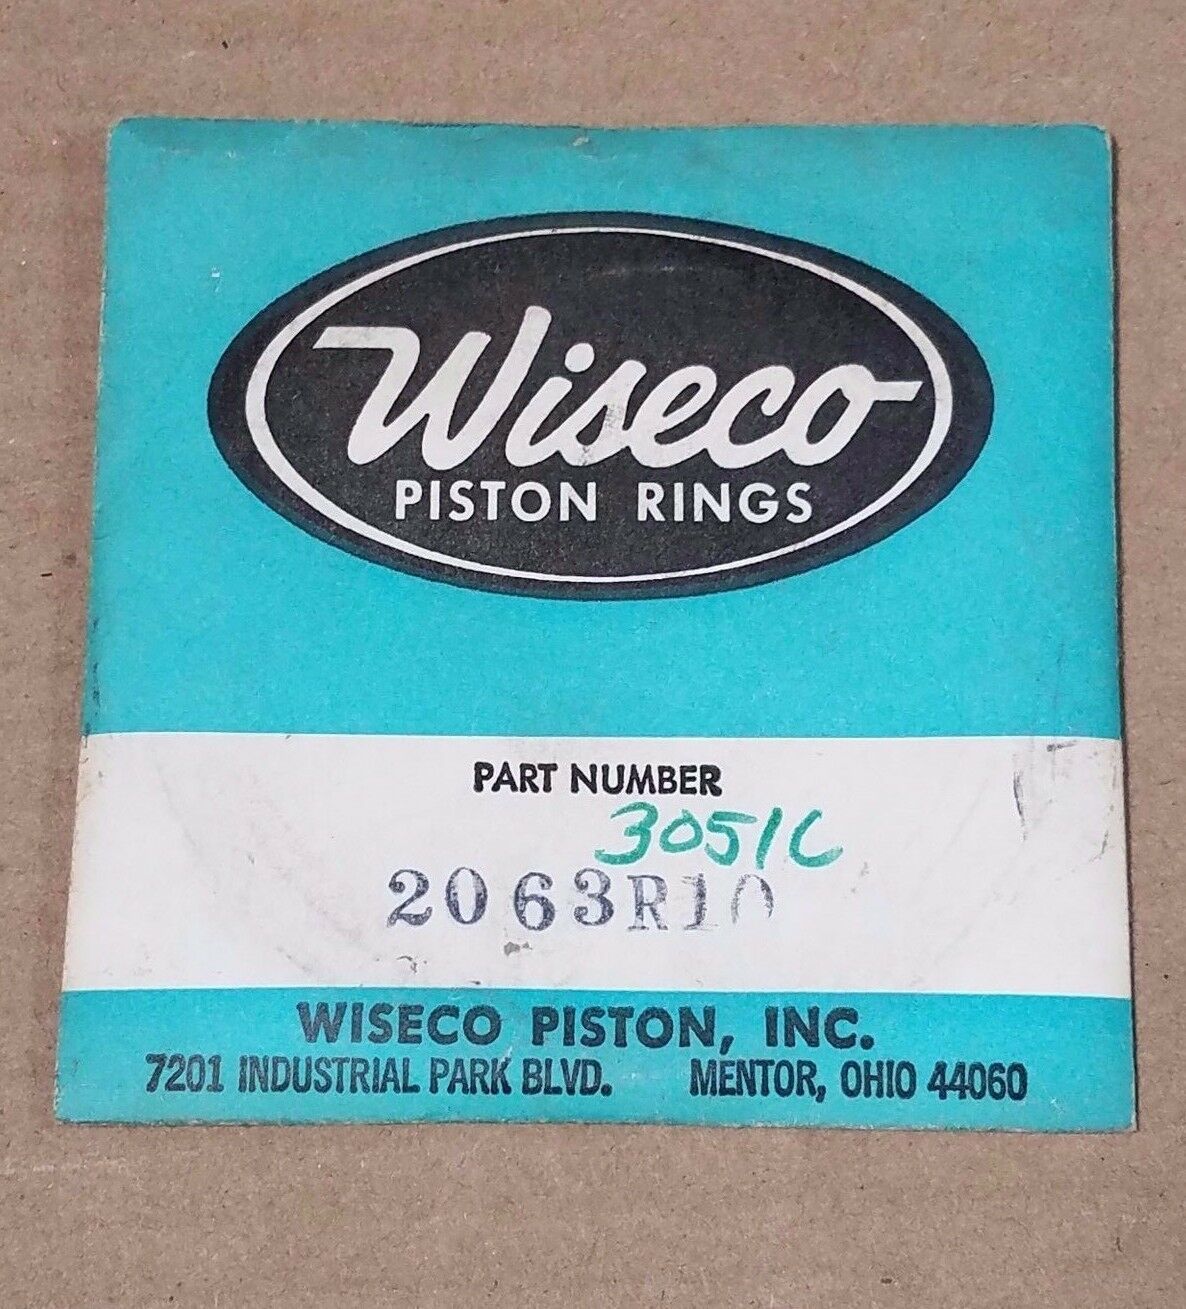 Wiseco
PISTON RINGS
PART NUMBER
3051C
2063R10
WISECO PISTON, INC.
7201 INDUSTRIAL PARK BLVD. MENTOR, OHIO 44060